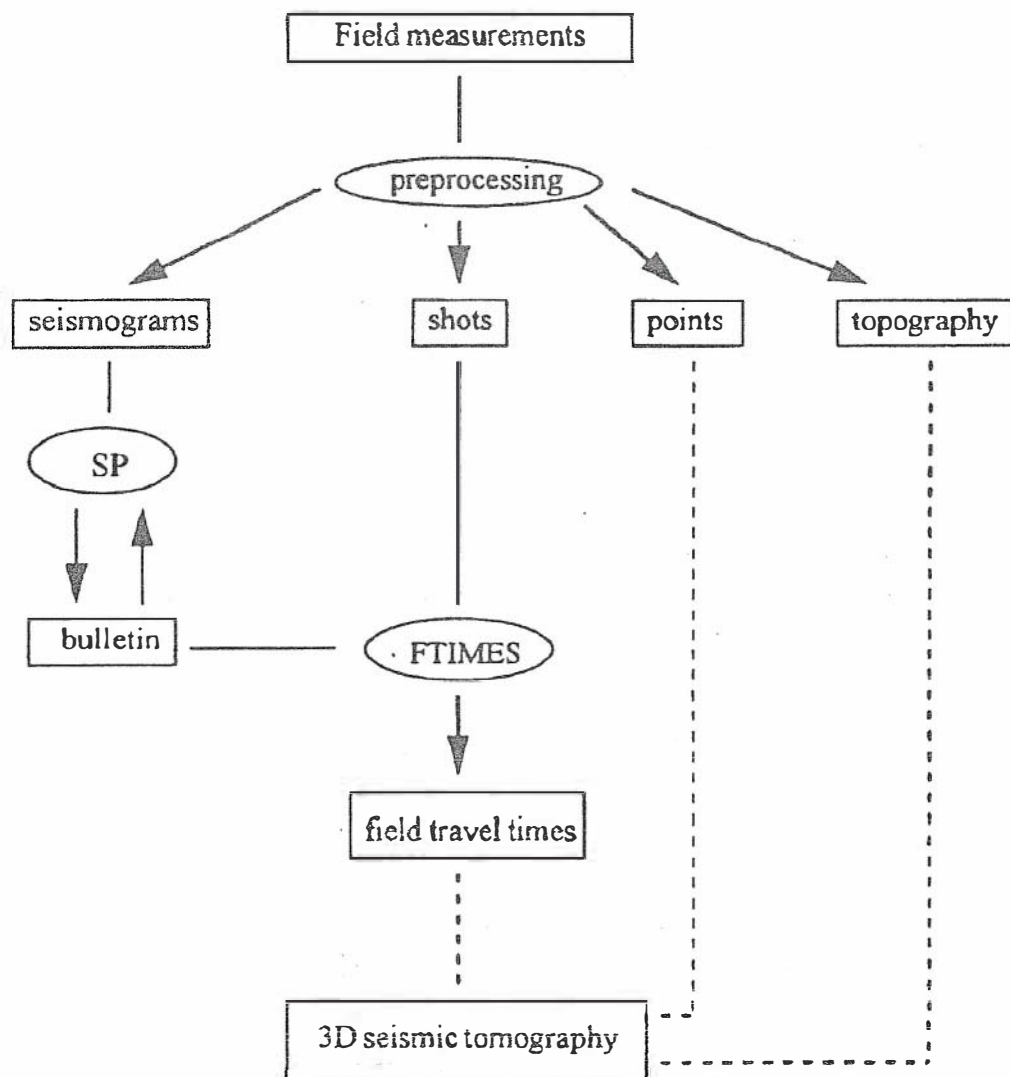 Field measurements
preprocessing
seismograms
shots
points
topography
SP
bulletin
FTIMES
field travel times
3D seismic tomography